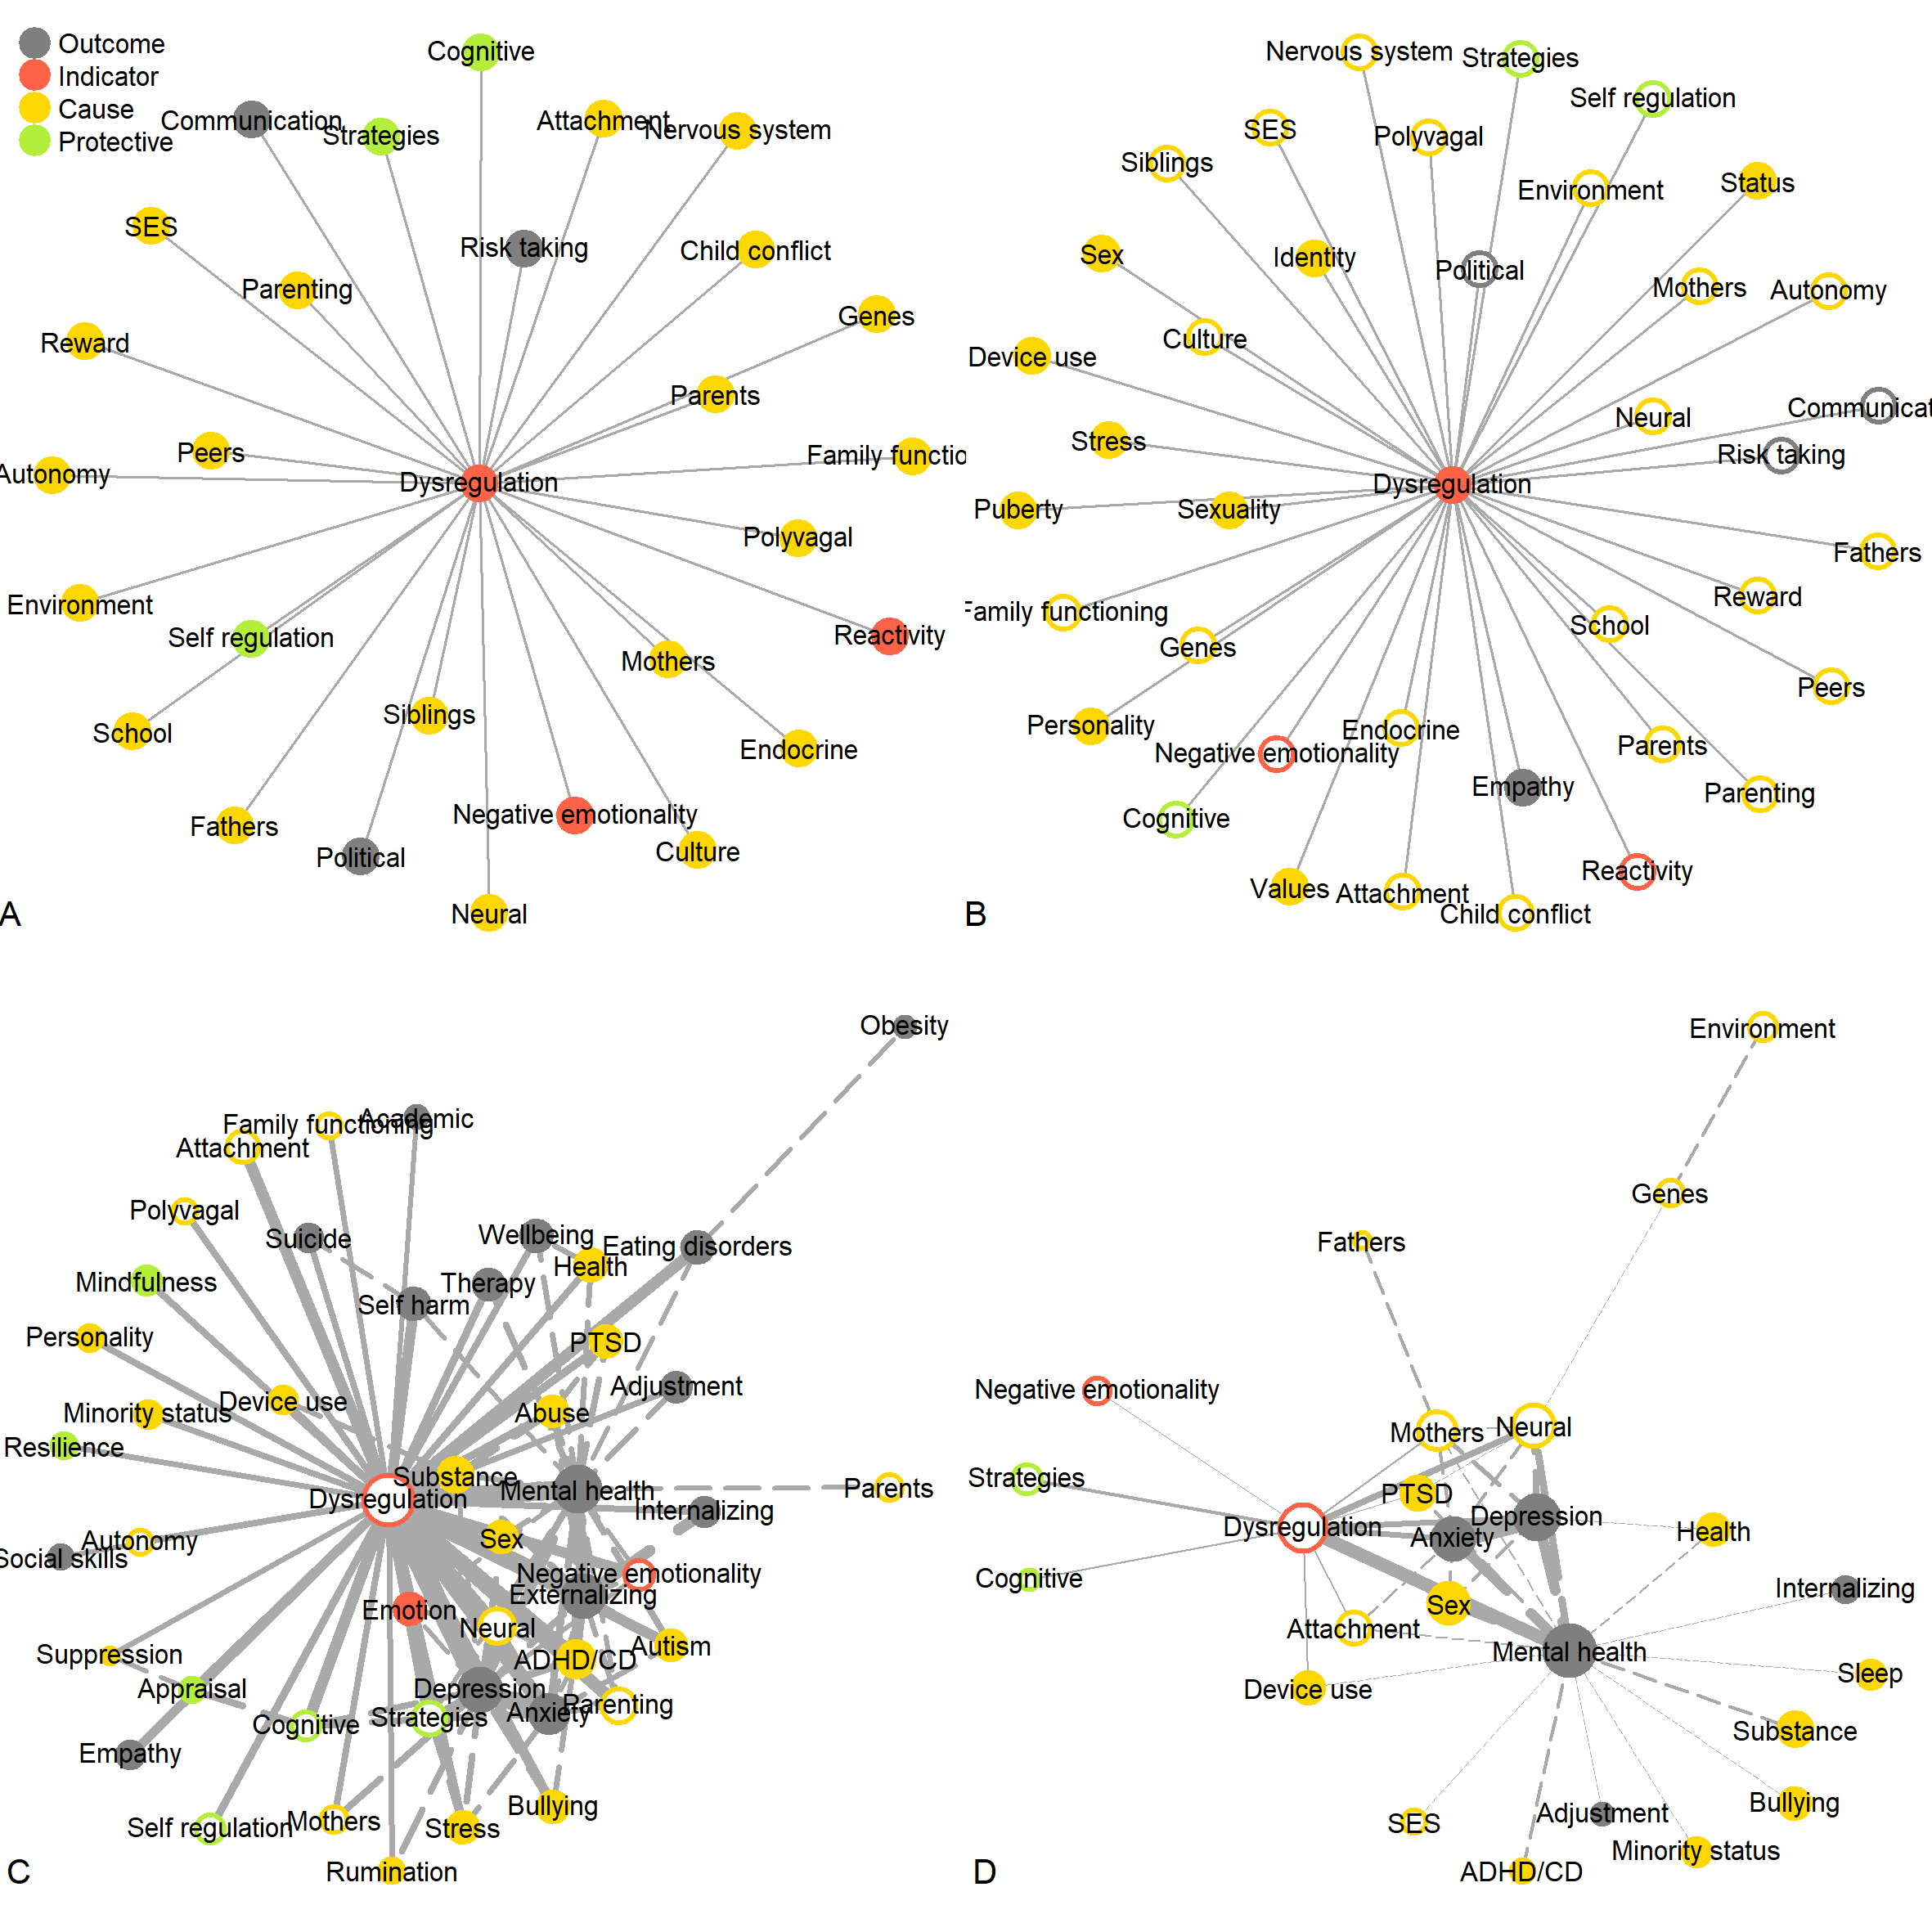 Outcome
Indicator
Cause
Protective
Cognitive
Communication
Strategies
Attachment
Nervous system
SES
Risk taking
Child conflict
Parenting
Genes
Reward
Parents
Peers
Family functio
Autonomy
Dysregulation
Polyvagal
Environment
Self regulation
Reactivity
Mothers
Siblings
School
Endocrine
Negative emotionality
Fathers
Political
Culture
Neural
A
Nervous system
Strategies
Self regulation
SES
Polyvagal
Siblings
Environment
Status
Sex
Identity
Political
Mothers
Autonomy
Culture
Device use
Neural
Communicat
Stress
Risk taking
Dysregulation
Puberty
Sexuality
Fathers
Reward
Family functioning
School
Genes
Peers
Personality
Endocrine
Negative emotionality
Parents
Empathy
Parenting
Cognitive
Reactivity
Values
Attachment
Child conflict
B
Obesity
Academic
Family functioning
Attachment
Polyvagal
Suicide
Wellbeing
Eating disorders
Health
Mindfulness
Therapy
Self harm
Personality
PTSD
Adjustment
Device use
Minority status
Abuse
Resilience
Substance
Dysregulation
Mental health
Parents
Internalizing
Autonomy
Sex
Social skills
Negative emotionality
Externalizing
Emotion
Neural
Autism
Suppression
ADHD/CD
Appraisal
Depression
Parenting
Cognitive
Strategies
Anxiety
Empathy
Bullying
Self regulation
Mothers
Stress
Rumination
C
Environment
Genes
Fathers
Negative emotionality
Mothers
Neural
Strategies
PTSD
Depression
Dysregulation
Anxiety
Health
Cognitive
Internalizing
Sex
Attachment
Mental health
Sleep
Device use
Substance
Bullying
Adjustment
SES
Minority status
ADHD/CD
D